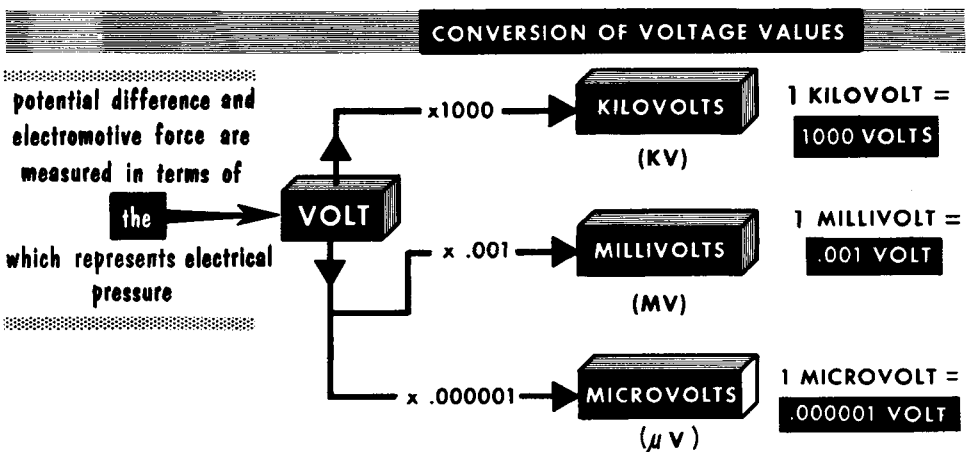 CONVERSION OF VOLTAGE VALUES
potential difference and
electromotive force are
measured in terms of
the
which represents electrical
pressure
VOLT
x1000
KILOVOLTS
(KV)
1 KILOVOLT =
1000 VOLTS
x .001
MILLIVOLTS
(MV)
1 MILLIVOLT =
.001 VOLT
x .000001
MICROVOLTS
(μ V)
1 MICROVOLT =
.000001 VOLT